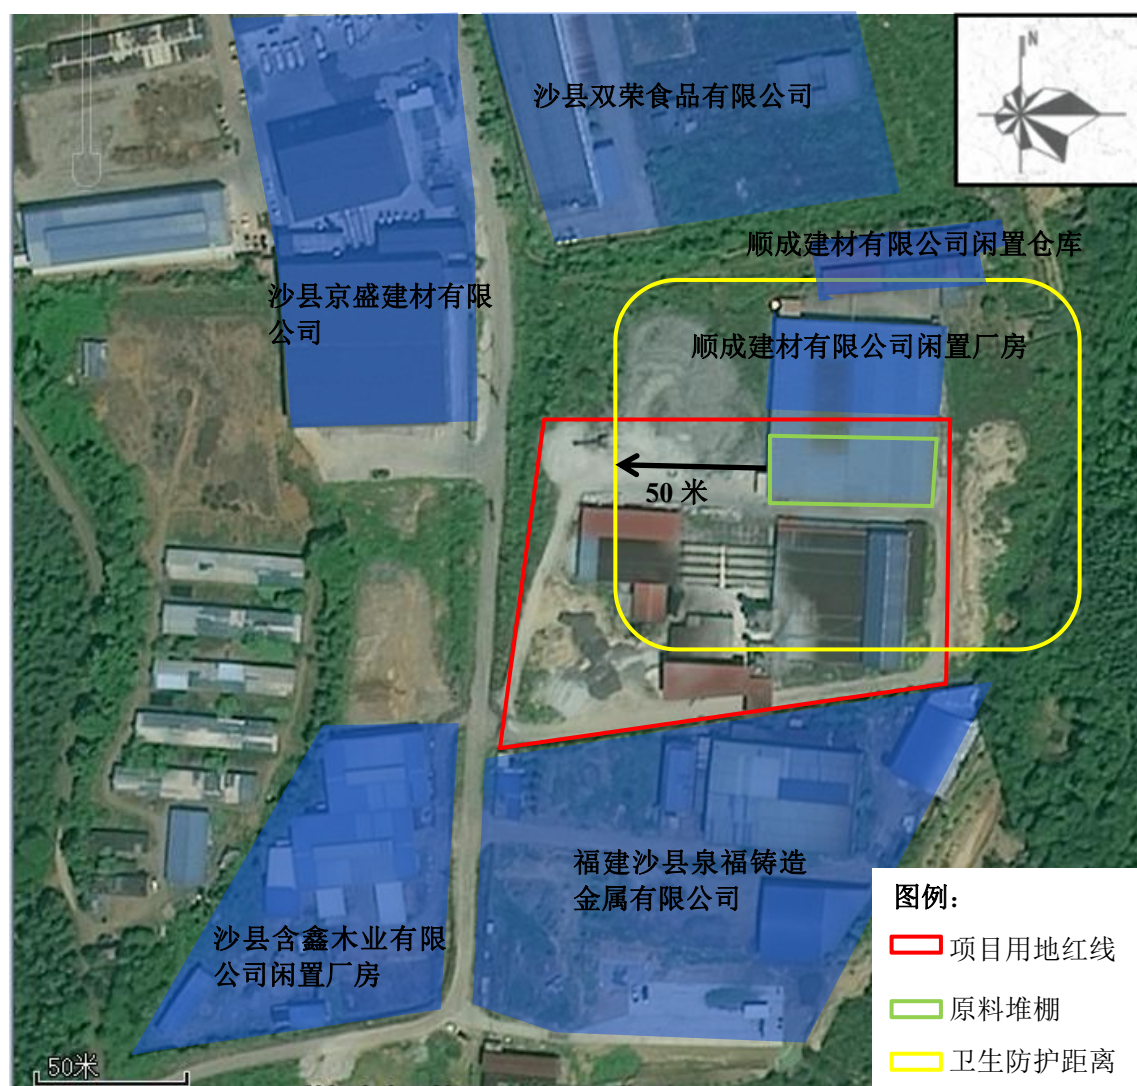 N
沙县双荣食品有限公司
顺成建材有限公司闲置仓库
沙县京盛建材有限
公司
顺成建材有限公司闲置厂房
50 米
福建沙县泉福铸造
金属有限公司
沙县含鑫木业有限
公司闲置厂房
图例：
项目用地红线
原料堆棚
卫生防护距离
50米